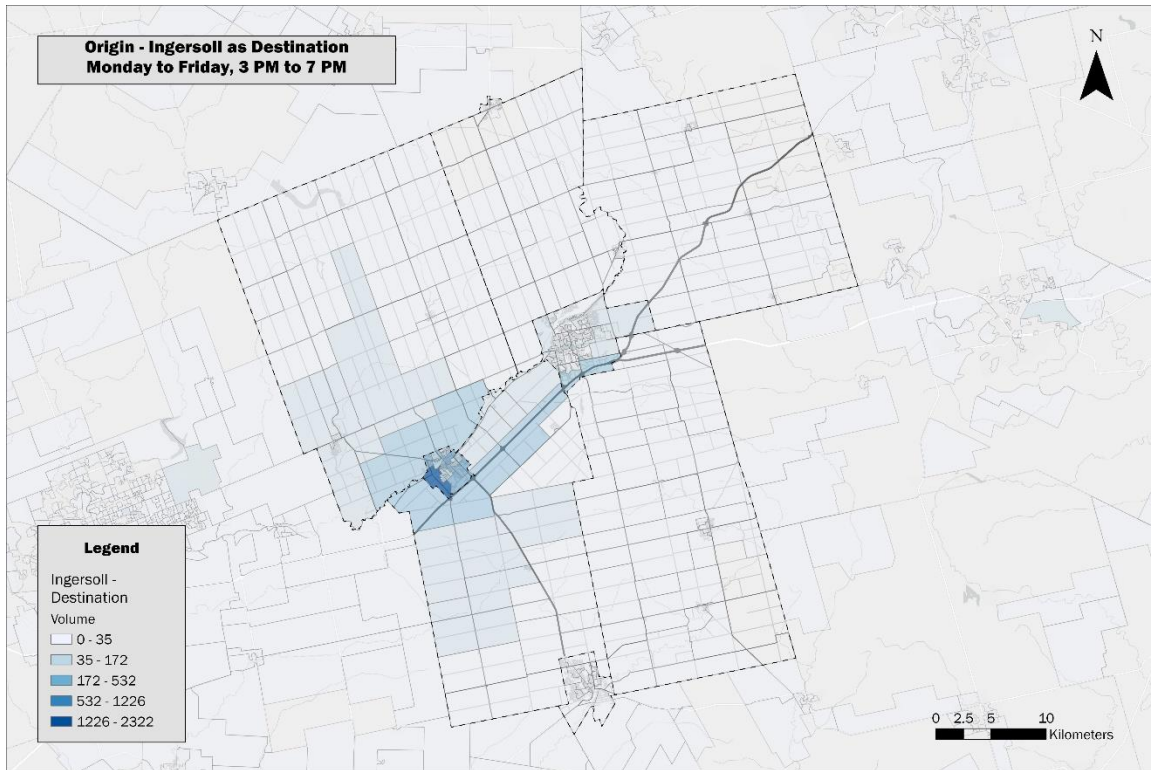 Origin - Ingersoll as Destination
Monday to Friday, 3 PM to 7 PM
N
Legend
Ingersoll -
Destination
Volume
0 - 35
35 - 172
172 - 532
532 - 1226
1226 - 2322
0 2.5 5 10
Kilometers